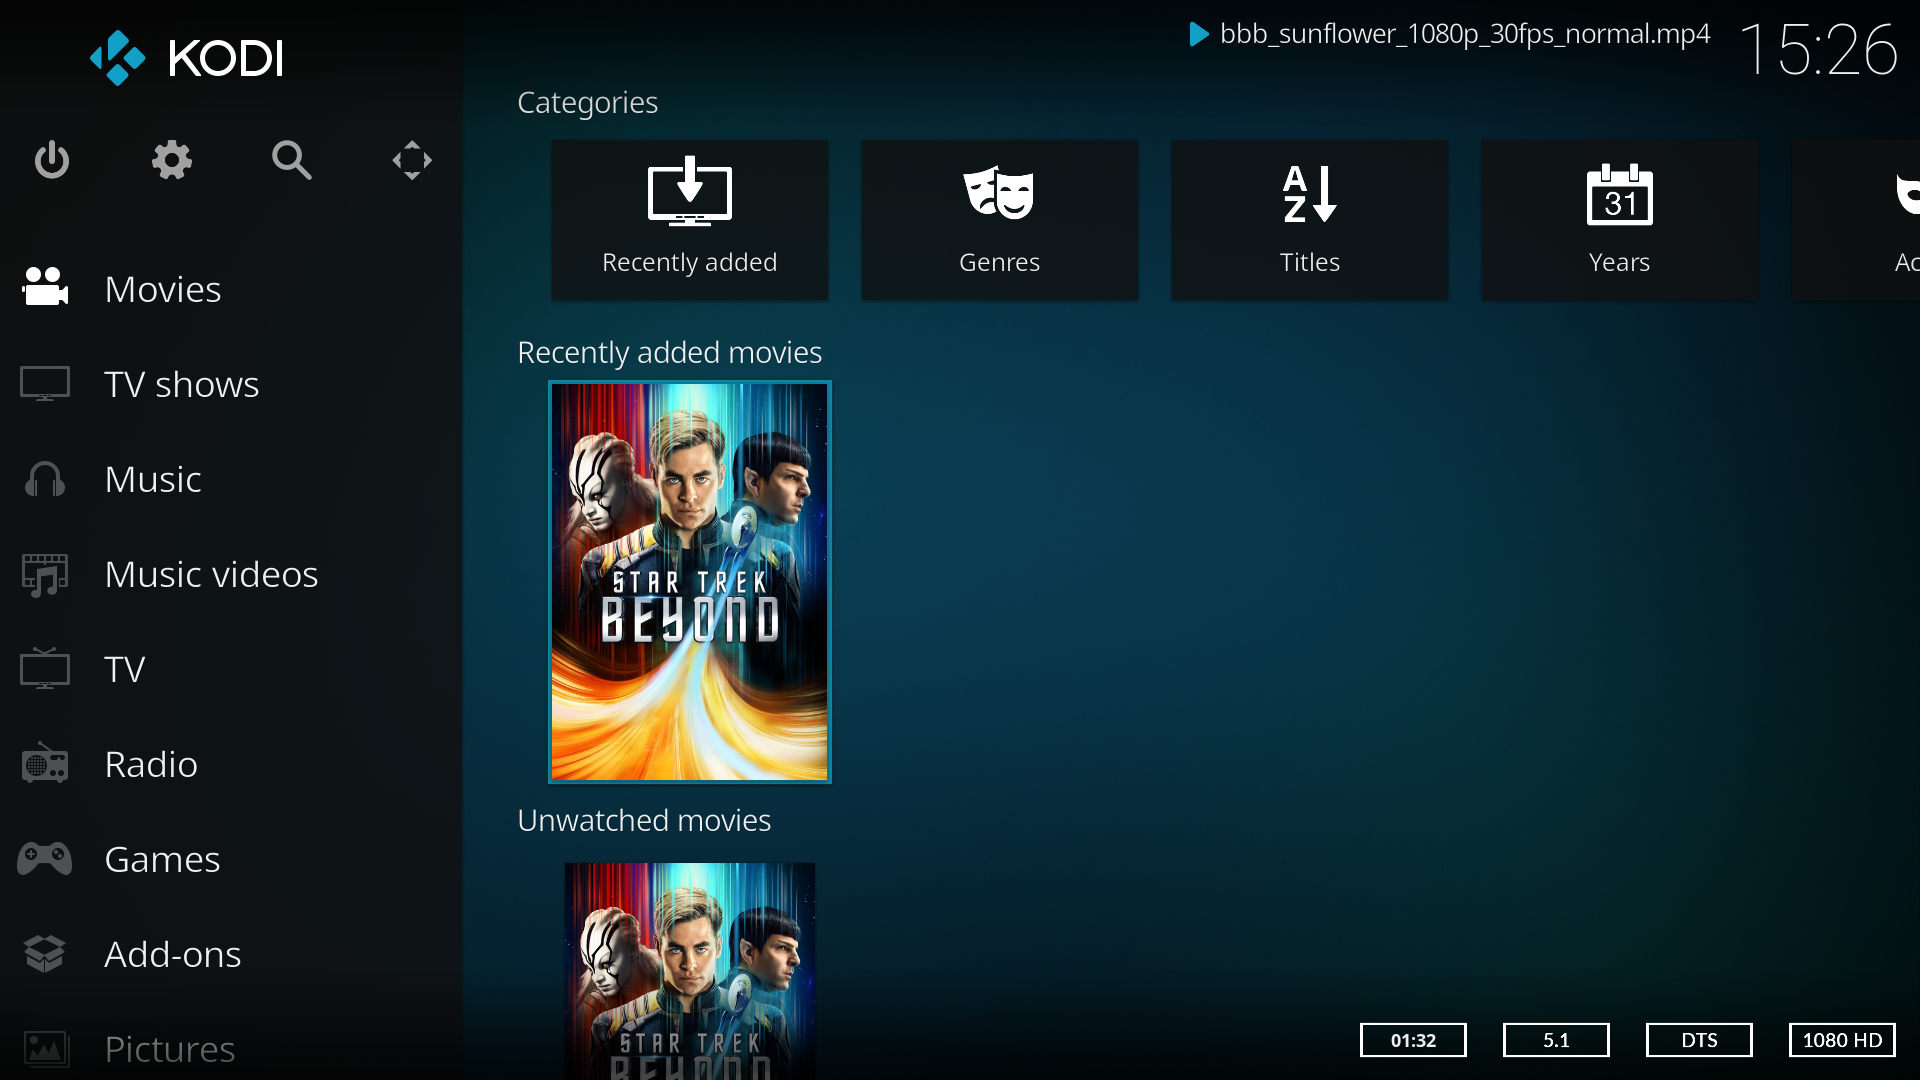 KODI
bbb_sunflower_1080p_30fps_normal.mp4
15:26
Categories
Recently added
Genres
A
Z
Titles
31
Years
Ac
Movies
TV shows
Music
Music videos
TV
Radio
Games
Add-ons
Pictures
Recently added movies
STAR TREK
BEYOND
Unwatched movies
STAR TREK
BEYOND
01:32
5.1
DTS
1080 HD